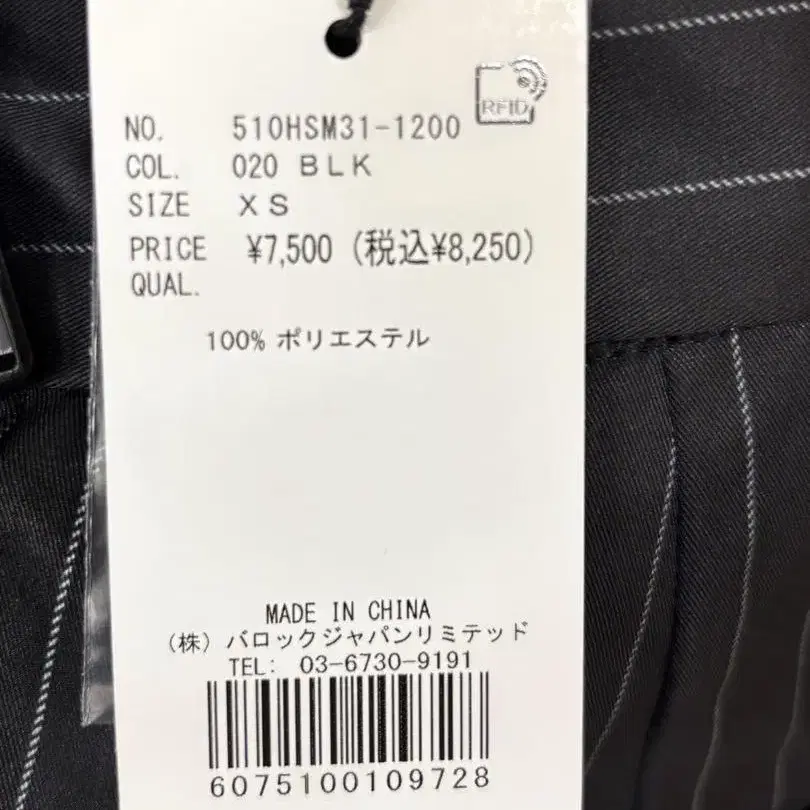 RFID
NO. 510HSM31-1200
COL. 020 BLK
SIZE XS
PRICE ¥7,500 (税込¥8,250)
QUAL.
100% ポリエステル
MADE IN CHINA
(株) バロックジャパンリミテッド
TEL: 03-6730-9191
6075100109728